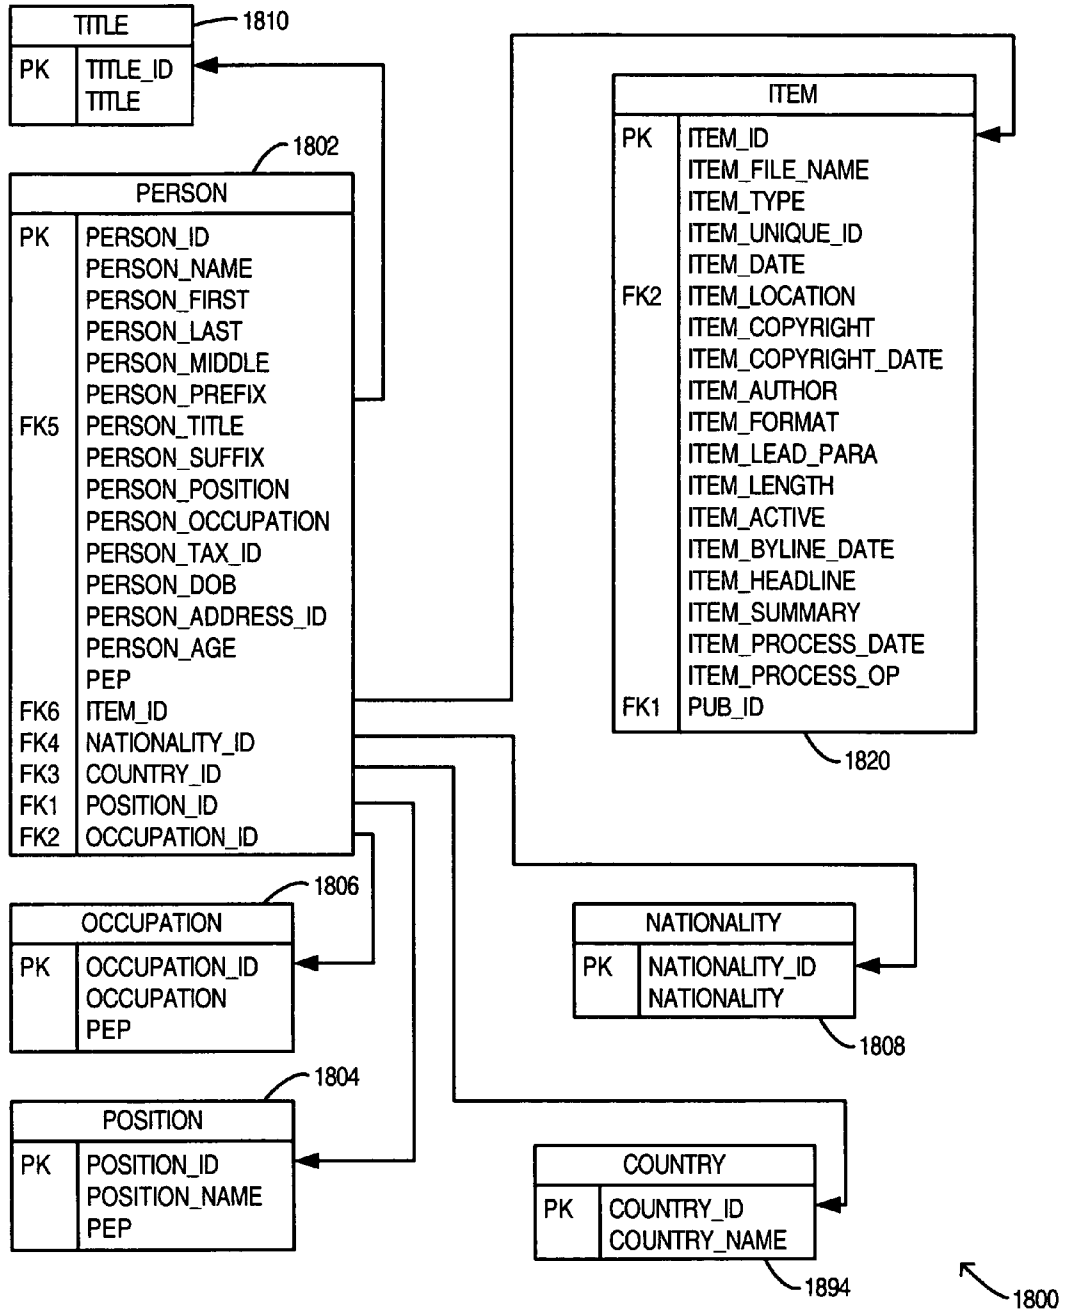 TITLE
1810
PK TITLE_ID
TITLE
1802
PERSON
PK PERSON_ID
PERSON_NAME
PERSON_FIRST
PERSON_LAST
PERSON_MIDDLE
PERSON_PREFIX
FK5 PERSON_TITLE
PERSON_SUFFIX
PERSON_POSITION
PERSON_OCCUPATION
PERSON_TAX_ID
PERSON_DOB
PERSON_ADDRESS_ID
PERSON_AGE
PEP
FK6 ITEM_ID
FK4 NATIONALITY_ID
FK3 COUNTRY_ID
FK1 POSITION_ID
FK2 OCCUPATION_ID
ITEM
PK ITEM_ID
ITEM_FILE_NAME
ITEM_TYPE
ITEM_UNIQUE_ID
ITEM_DATE
FK2 ITEM_LOCATION
ITEM_COPYRIGHT
ITEM_COPYRIGHT_DATE
ITEM_AUTHOR
ITEM_FORMAT
ITEM_LEAD_PARA
ITEM_LENGTH
ITEM_ACTIVE
ITEM_BYLINE_DATE
ITEM_HEADLINE
ITEM_SUMMARY
ITEM_PROCESS_DATE
ITEM_PROCESS_OP
FK1 PUB_ID
1820
1806
OCCUPATION
PK OCCUPATION_ID
OCCUPATION
PEP
NATIONALITY
PK NATIONALITY_ID
NATIONALITY
1808
1804
POSITION
PK POSITION_ID
POSITION_NAME
PEP
COUNTRY
PK COUNTRY_ID
COUNTRY_NAME
1894
1800